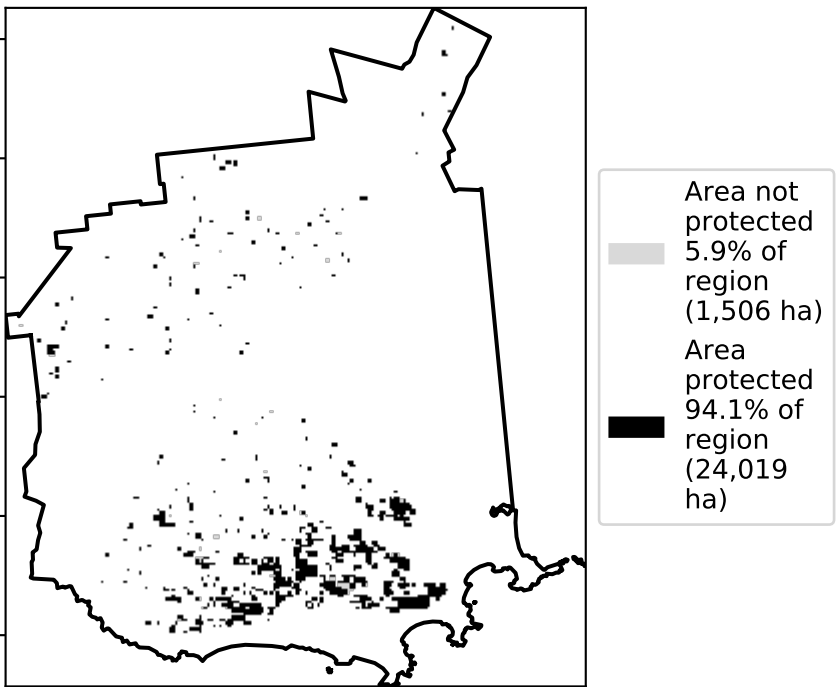 Area not
protected
5.9% of
region
(1,506 ha)
Area
protected
94.1% of
region
(24,019
ha)